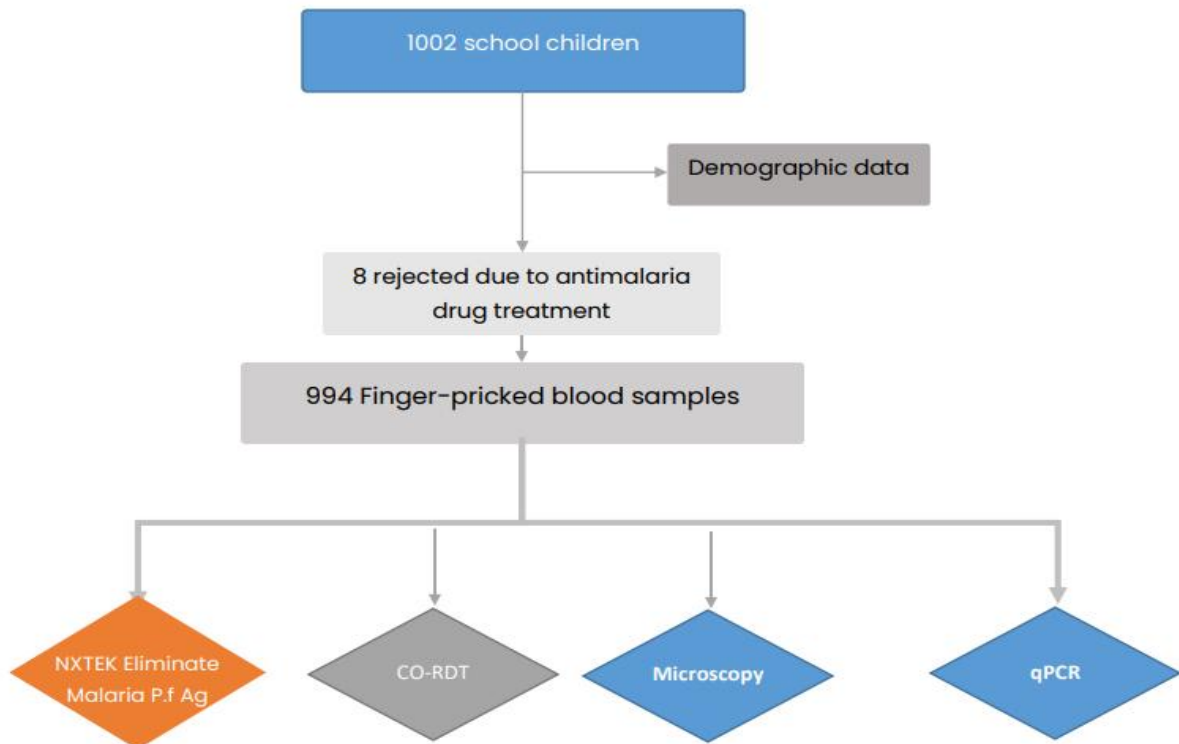 1002 school children
Demographic data
8 rejected due to antimalaria
drug treatment
994 Finger-pricked blood samples
NXTEK Eliminate
Malaria P.f Ag
CO-RDT
Microscopy
qPCR